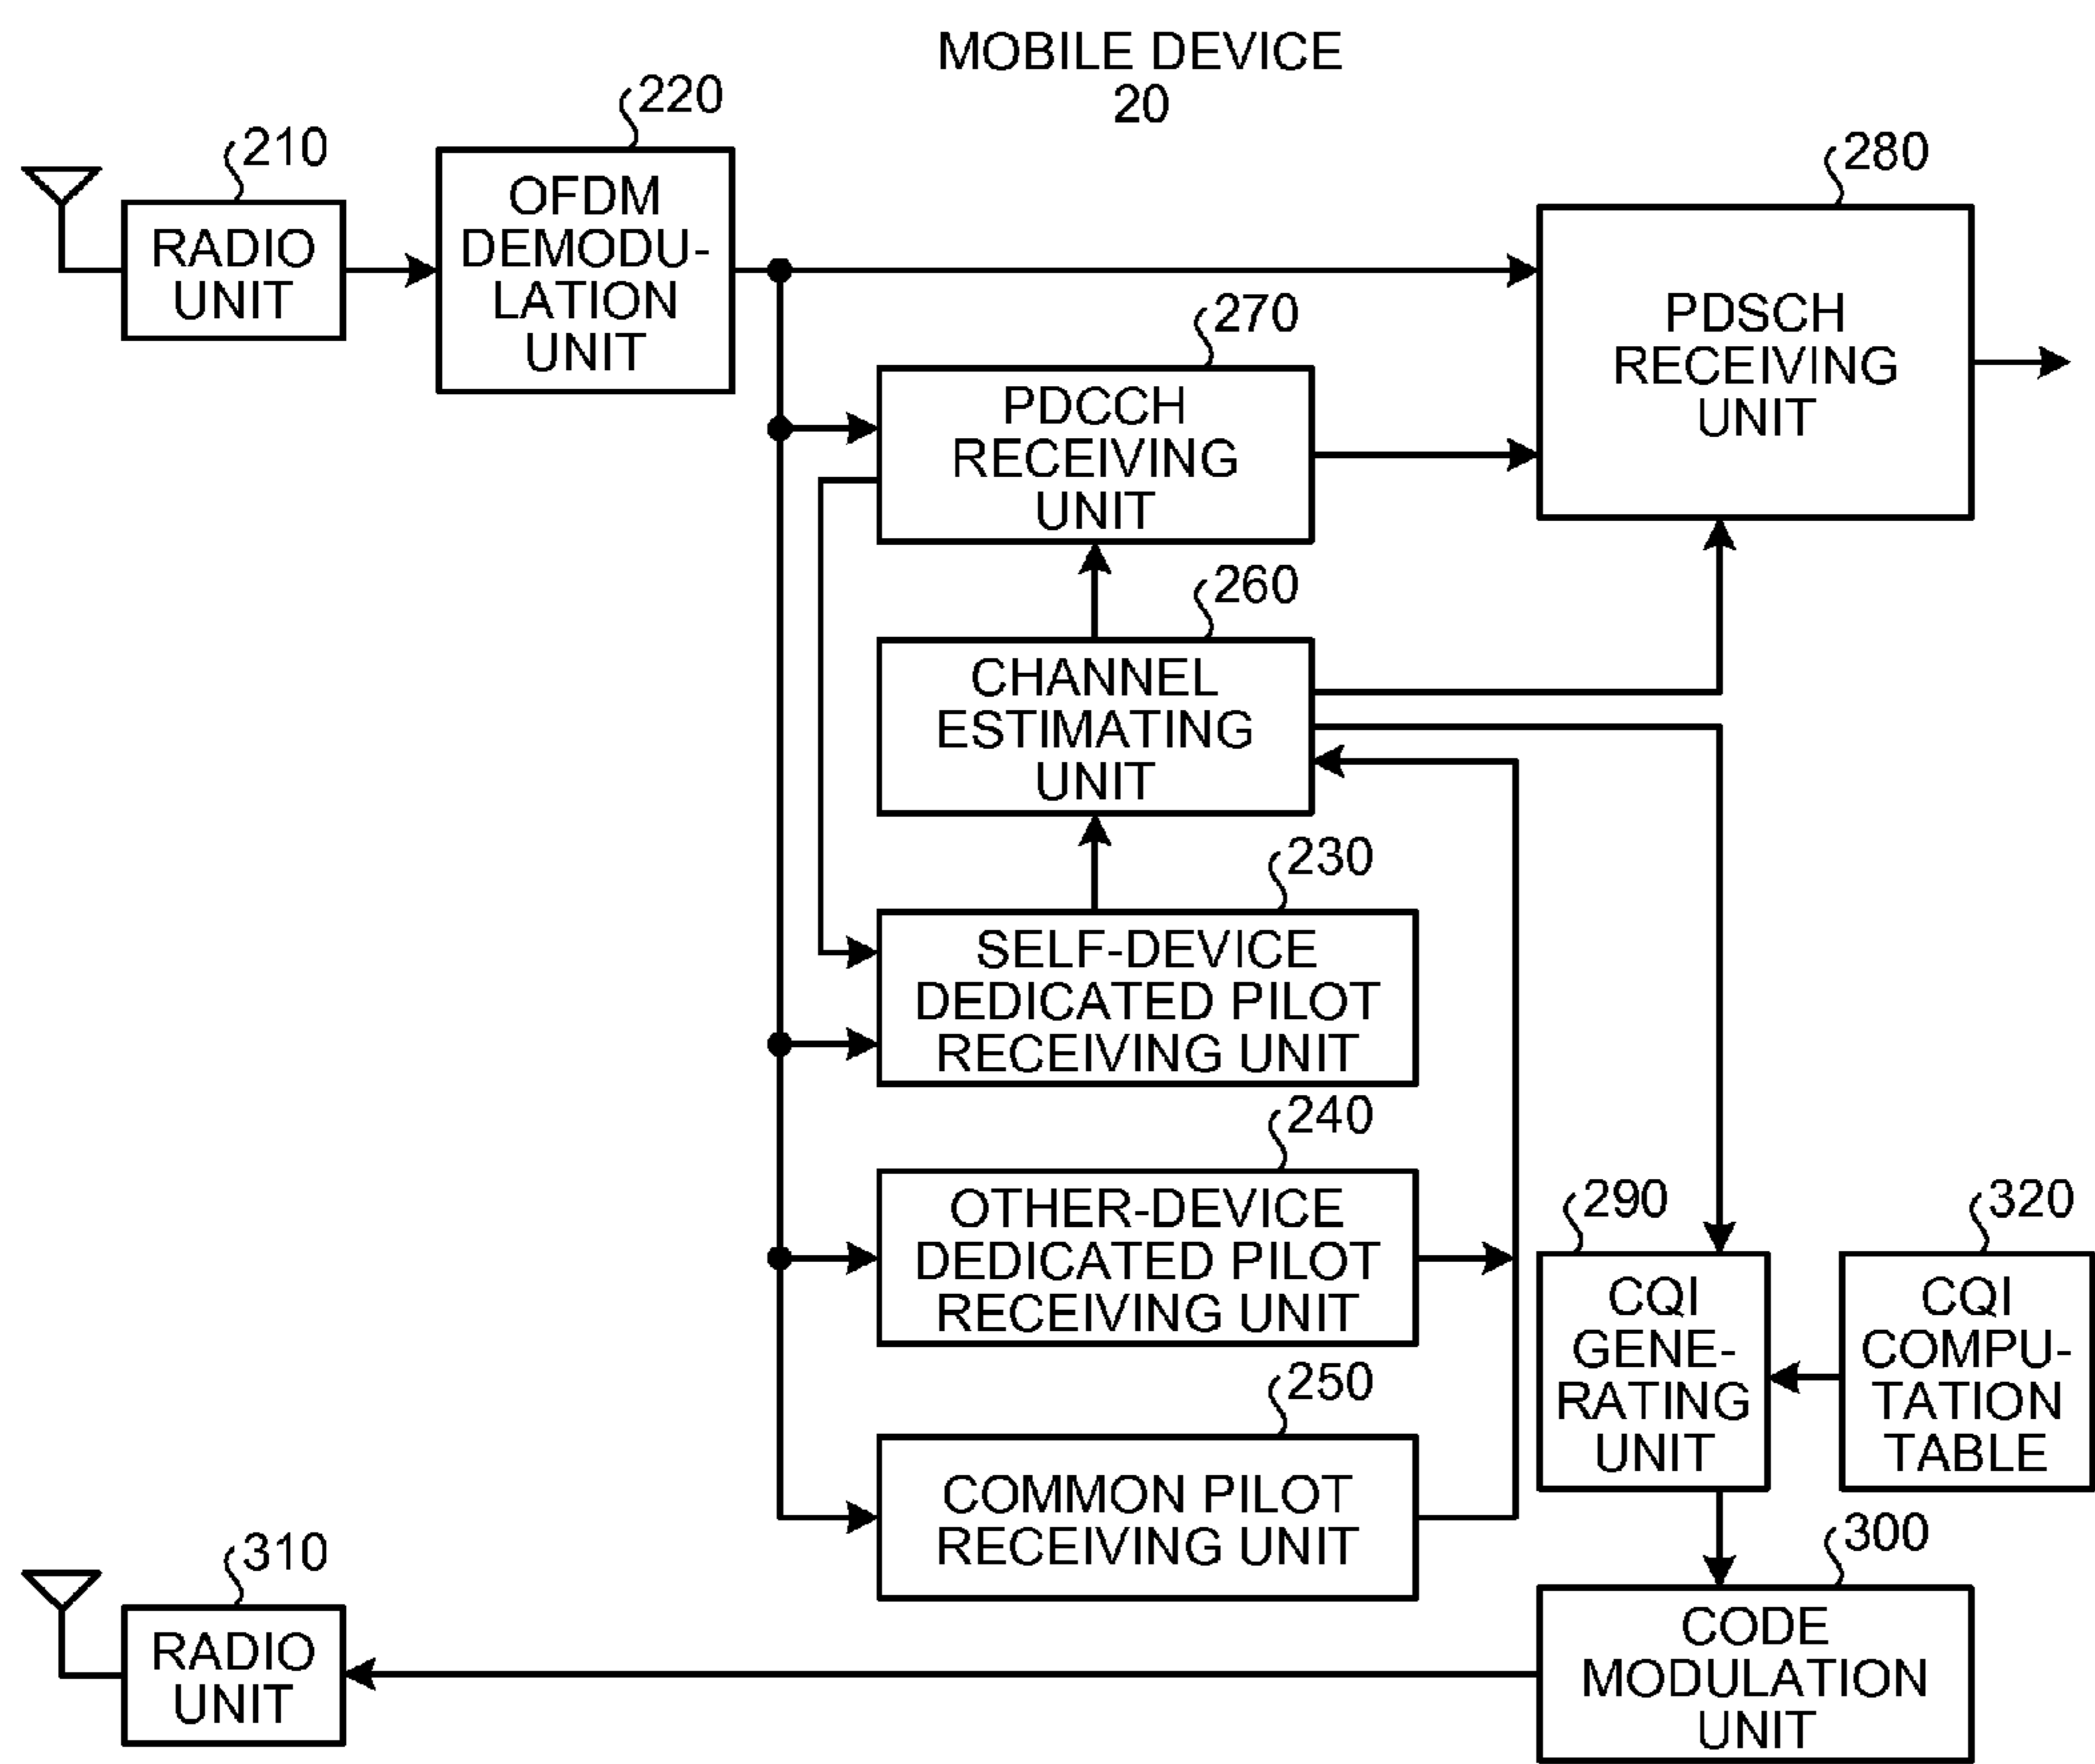 MOBILE DEVICE
20
210
RADIO
UNIT
220
OFDM
DEMODU-
LATION
UNIT
280
PDSCH
RECEIVING
UNIT
270
PDCCH
RECEIVING
UNIT
260
CHANNEL
ESTIMATING
UNIT
230
SELF-DEVICE
DEDICATED PILOT
RECEIVING UNIT
240
OTHER-DEVICE
DEDICATED PILOT
RECEIVING UNIT
250
COMMON PILOT
RECEIVING UNIT
290
CQI
GENE-
RATING
UNIT
320
CQI
COMPU-
TATION
TABLE
300
CODE
MODULATION
UNIT
310
RADIO
UNIT